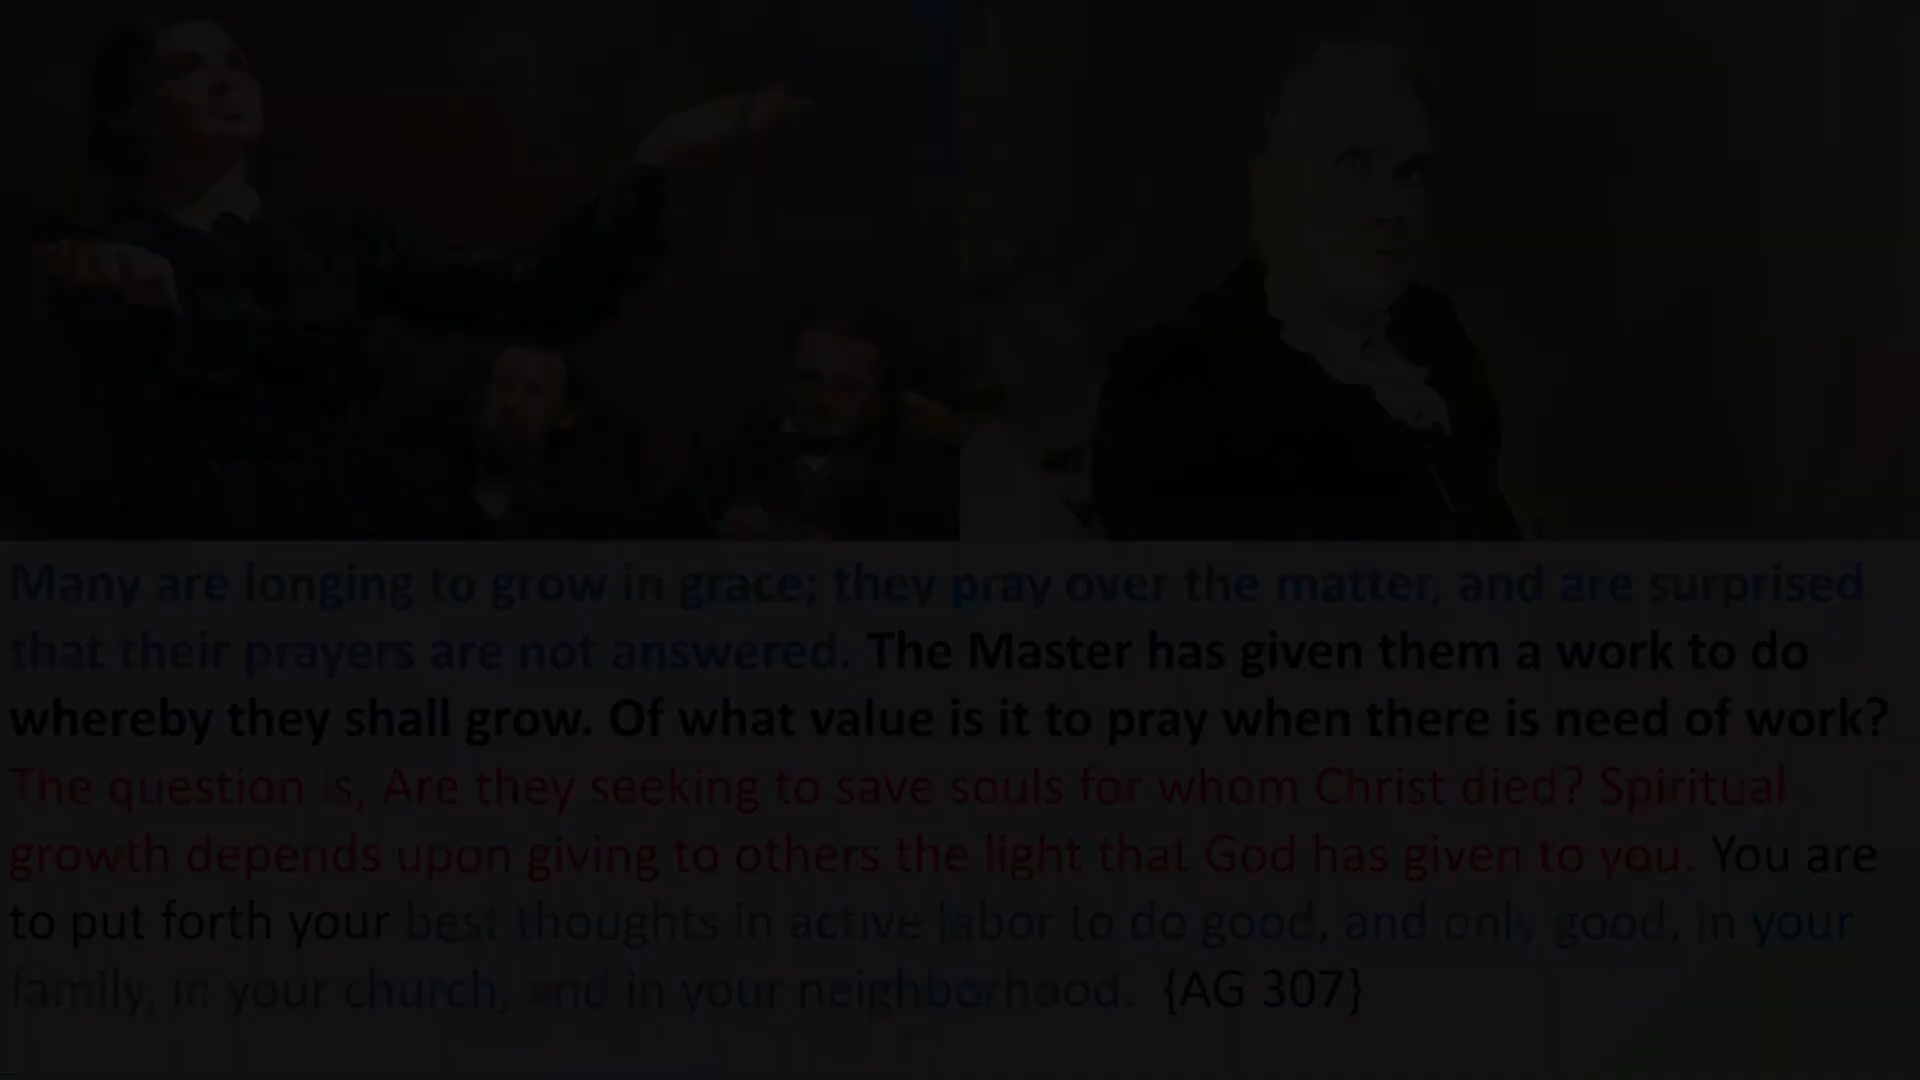 Many are longing to grow in grace; they pray over the matter, and are surprised
that their prayers are not answered. The Master has given them a work to do
whereby they shall grow. Of what value is it to pray when there is need of work?
The question is, Are they seeking to save souls for whom Christ died? Spiritual
growth depends upon giving to others the light that God has given to you. You are
to put forth your best thoughts in active labor to do good, and only good, in your
family, in your church, and in your neighborhood. {AG 307}